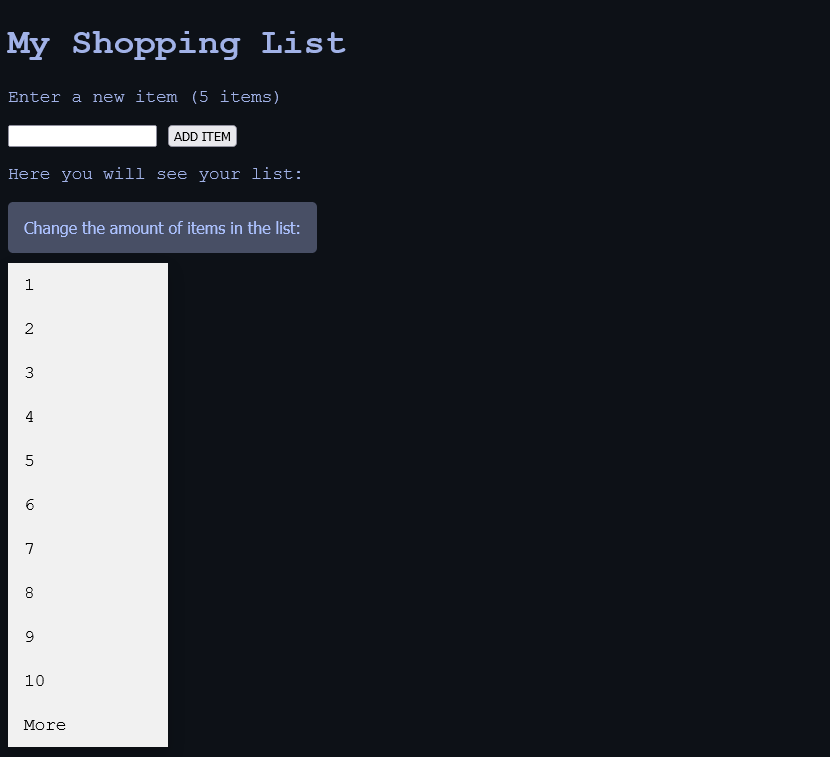 My Shopping List
Enter a new item (5 items)
ADD ITEM
Here you will see your list:
Change the amount of items in the list:
1
2
3
4
5
6
7
8
9
10
More